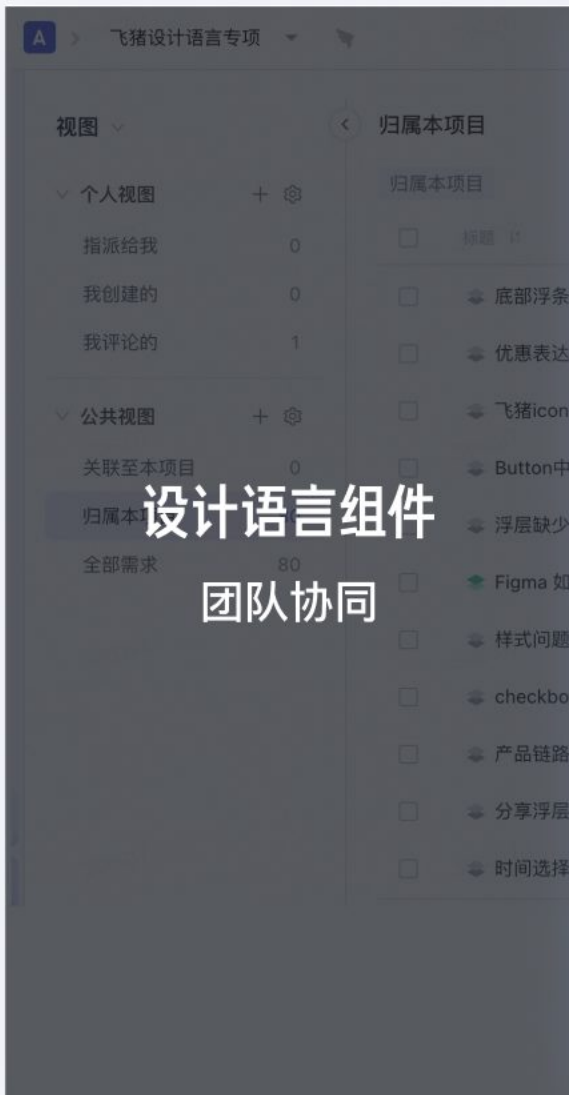 A 飞猪设计语言专项
视图
个人视图
指派给我 0
我创建的 0
我评论的 1
公共视图
关联至本项目 0
归属本
全部需求 80
归属本项目
归属本项目
标题
底部浮条
优惠表达
飞猪icon
Button中
浮层缺少
Figma 如
样式问题
checkbo
产品链路
分享浮层
时间选择
设计语言组件
团队协同